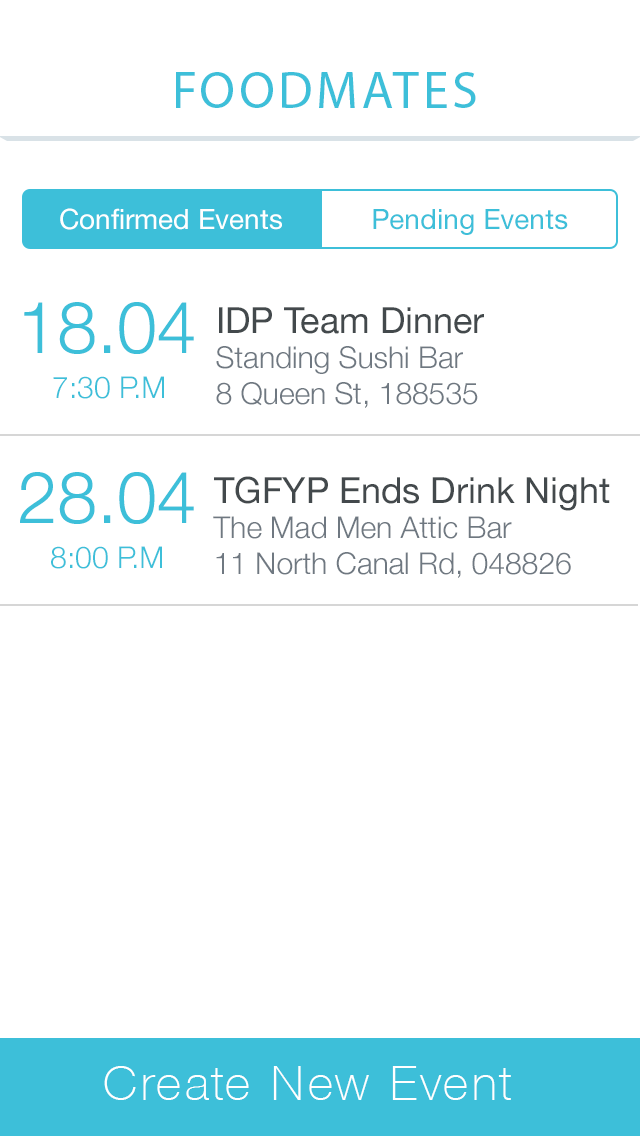 FOODMATES
Confirmed Events
Pending Events
18.04
7:30 P.M
IDP Team Dinner
Standing Sushi Bar
8 Queen St, 188535
28.04
8:00 P.M
TGFYP Ends Drink Night
The Mad Men Attic Bar
11 North Canal Rd, 048826
Create New Event